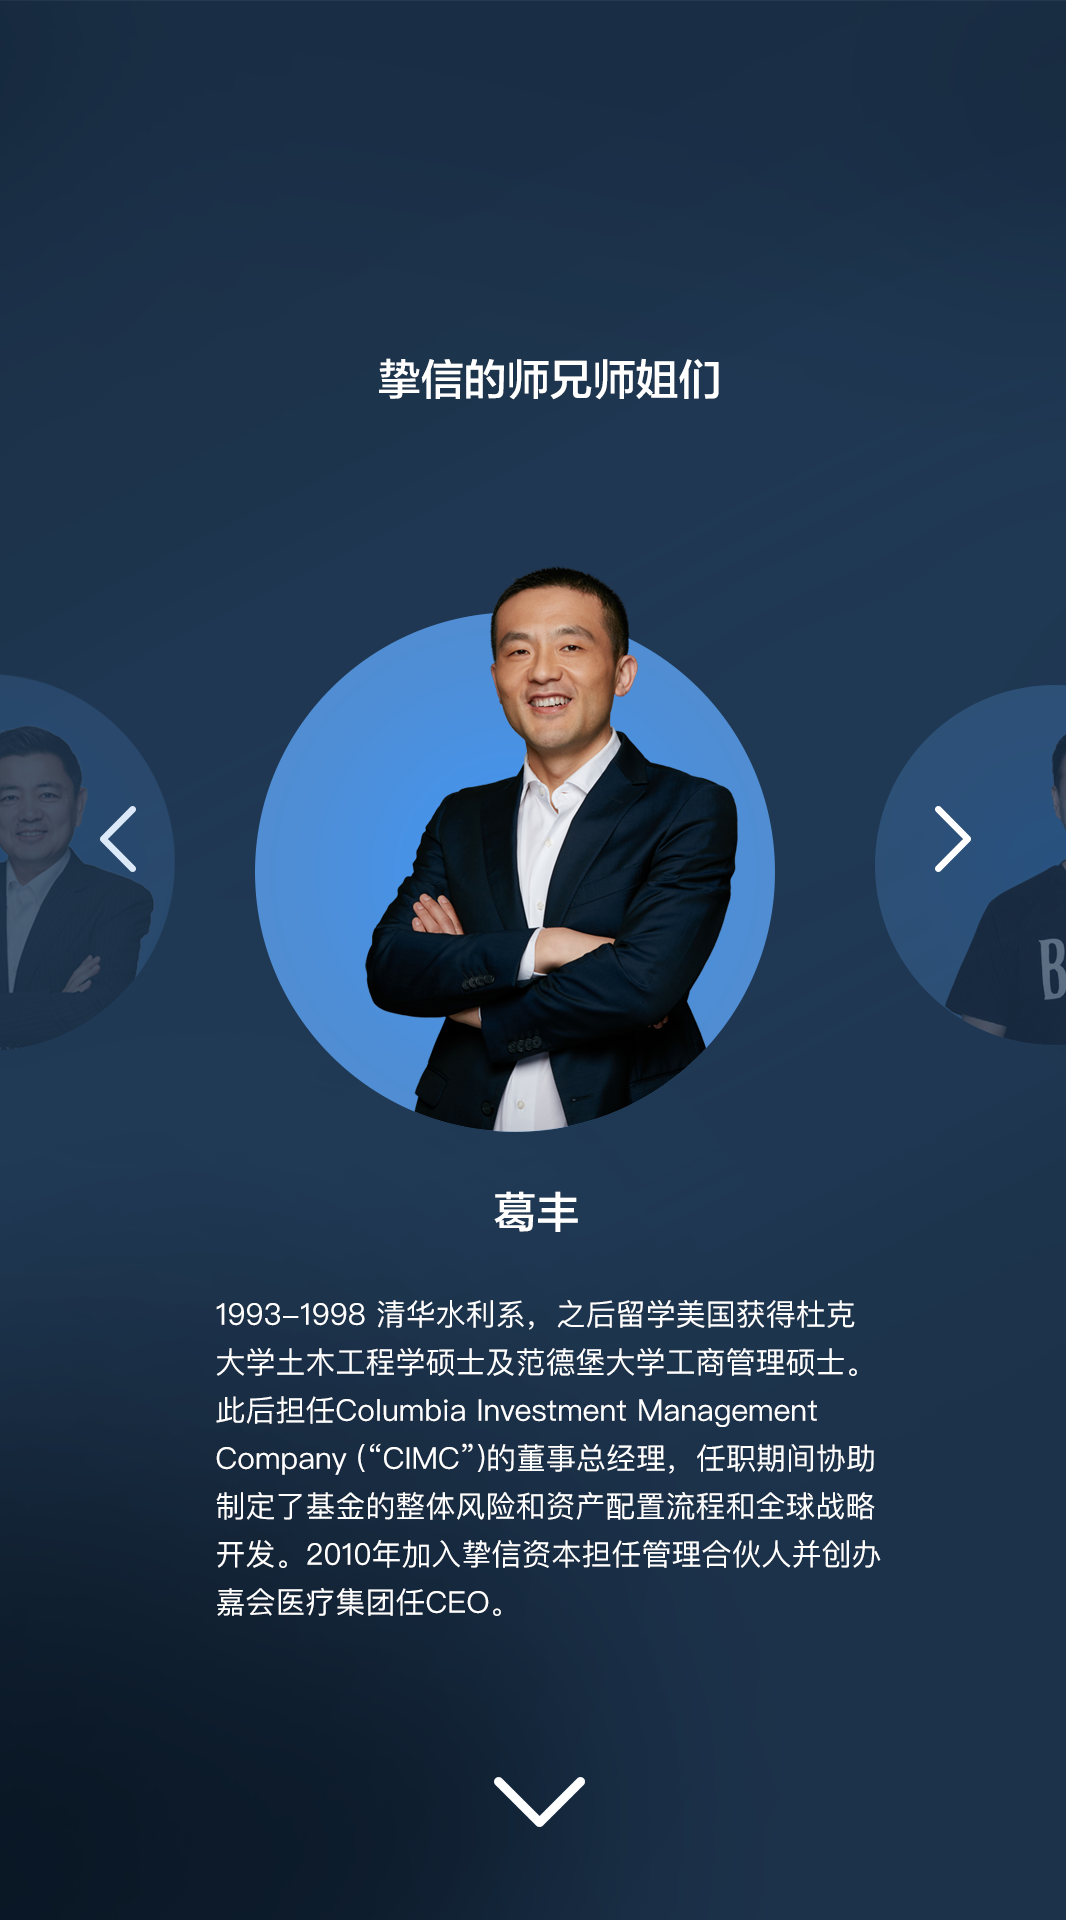 挚信的师兄师姐们
B
葛丰
1993-1998 清华水利系，之后留学美国获得杜克
大学土木工程学硕士及范德堡大学工商管理硕士。
此后担任Columbia Investment Management
Company (“CIMC”)的董事总经理，任职期间协助
制定了基金的整体风险和资产配置流程和全球战略
开发。2010年加入挚信资本担任管理合伙人并创办
嘉会医疗集团任CEO。